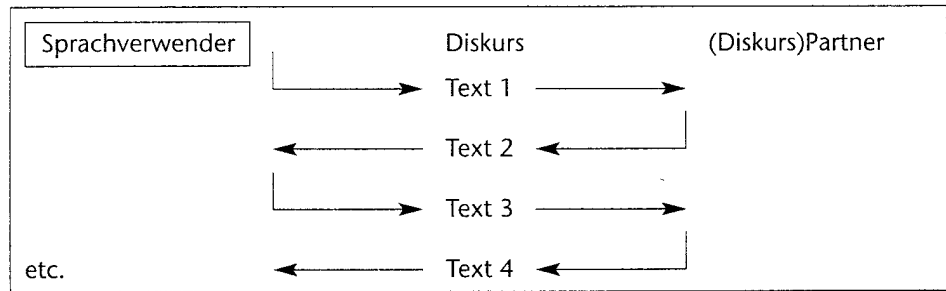 Sprachverwender Diskurs (Diskurs)Partner
Text 1
Text 2
Text 3
etc. Text 4